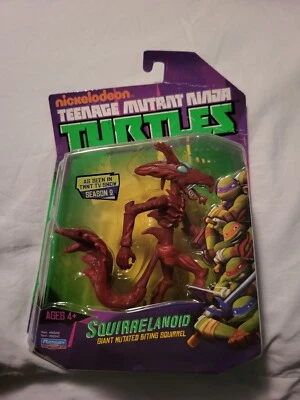 nickelodeon
TEENAGE MUTANT NINJA
TURTLES
AS SEEN IN
TMNT TV SHOW
SEASON 2
AGES 4+
SQUIRRELANOID
GIANT MUTATED BITING SQUIRREL
Playmates